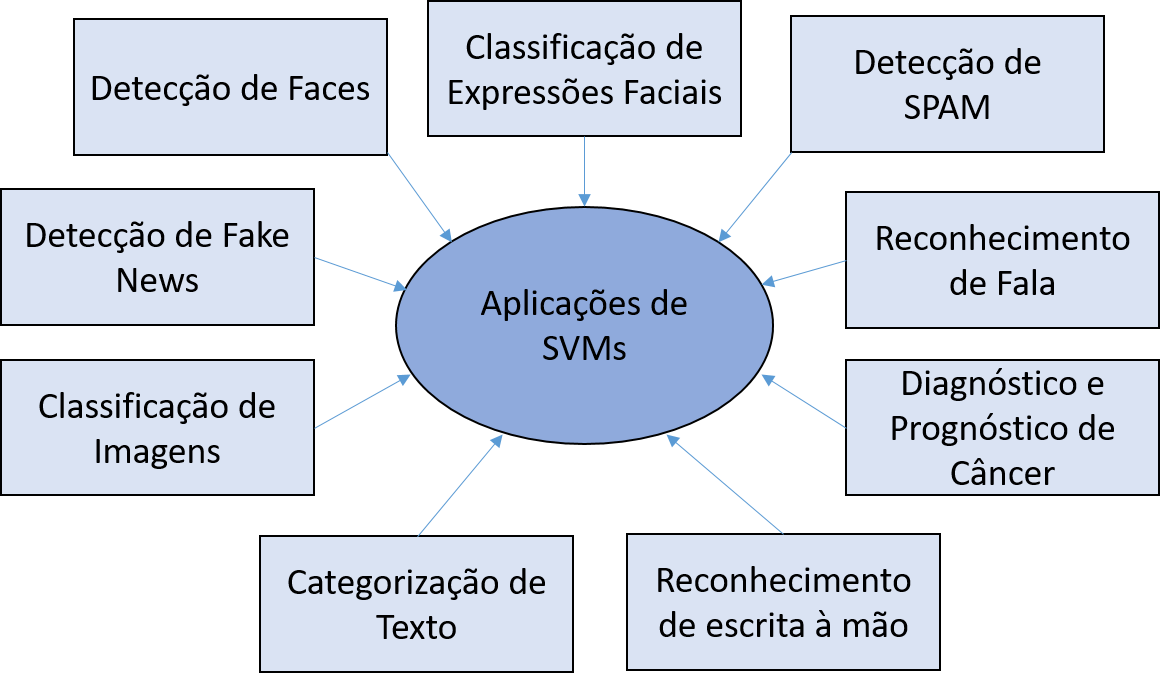 Detecção de Faces
Classificação de
Expressões Faciais
Detecção de
SPAM
Detecção de Fake
News
Reconhecimento
de Fala
Aplicações de
SVMs
Classificação de
Imagens
Diagnóstico e
Prognóstico de
Câncer
Categorização de
Texto
Reconhecimento
de escrita à mão